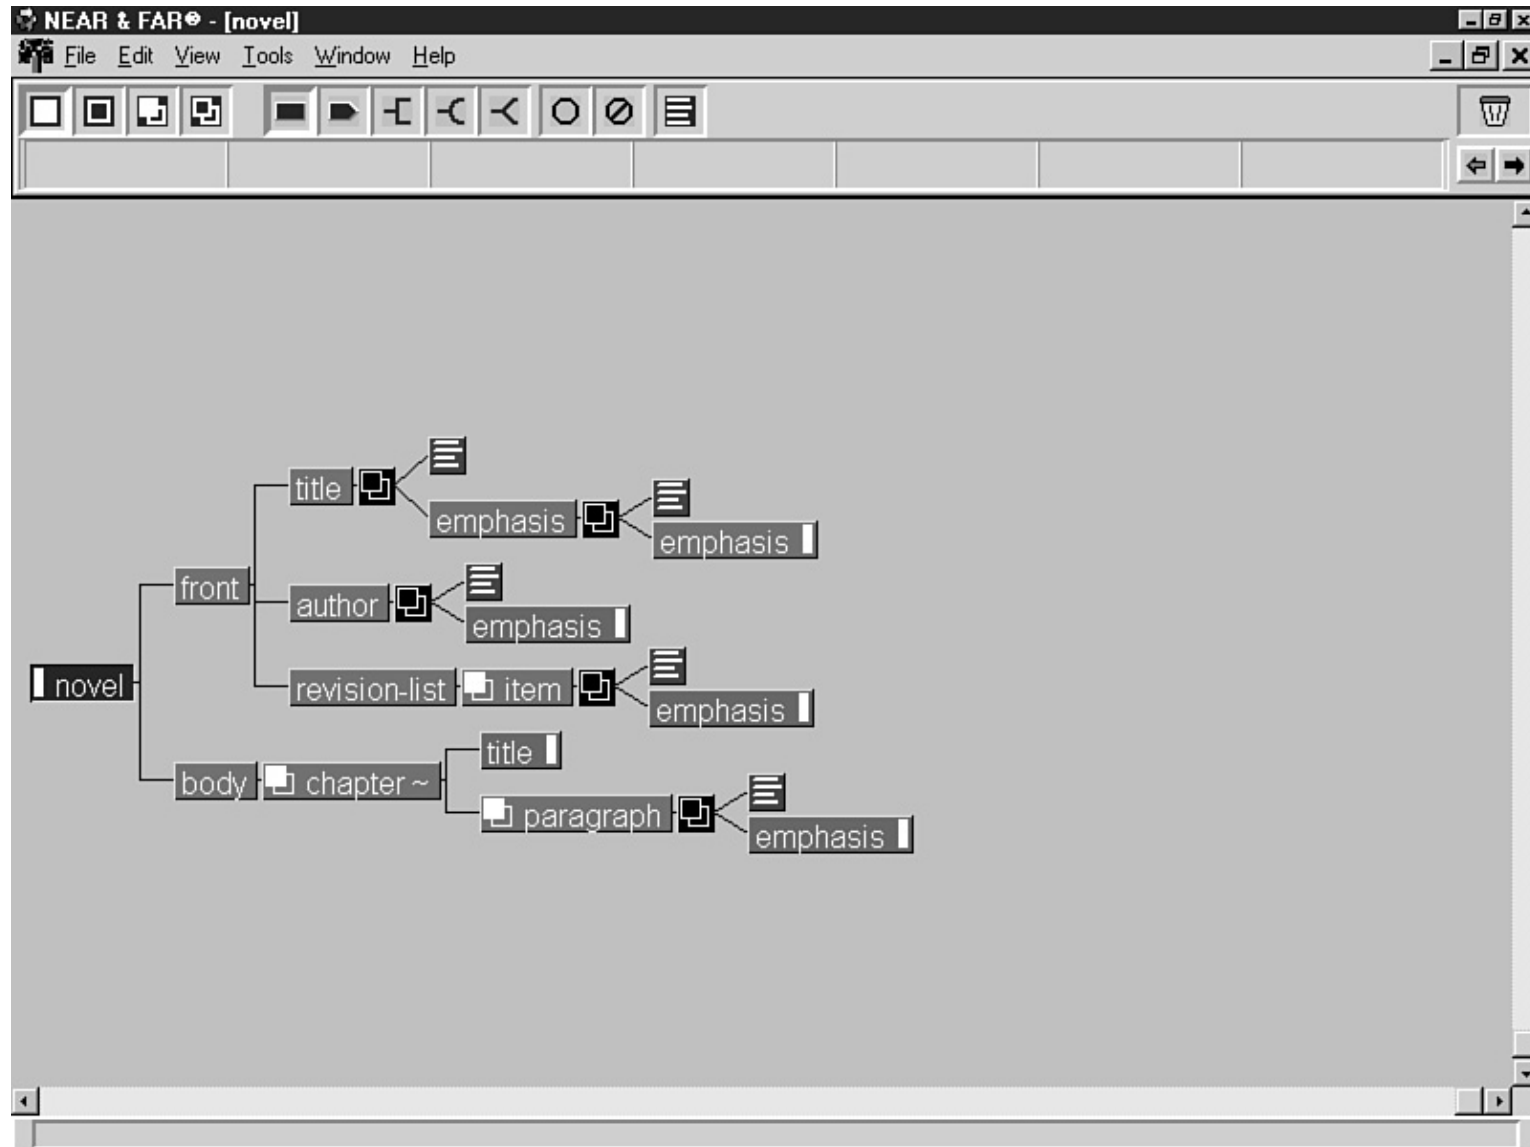 NEAR & FAR® - [novel]
File Edit View Tools Window Help
title
emphasis
emphasis
front
author
emphasis
novel
revision-list item
emphasis
title
body chapter ~
paragraph
emphasis